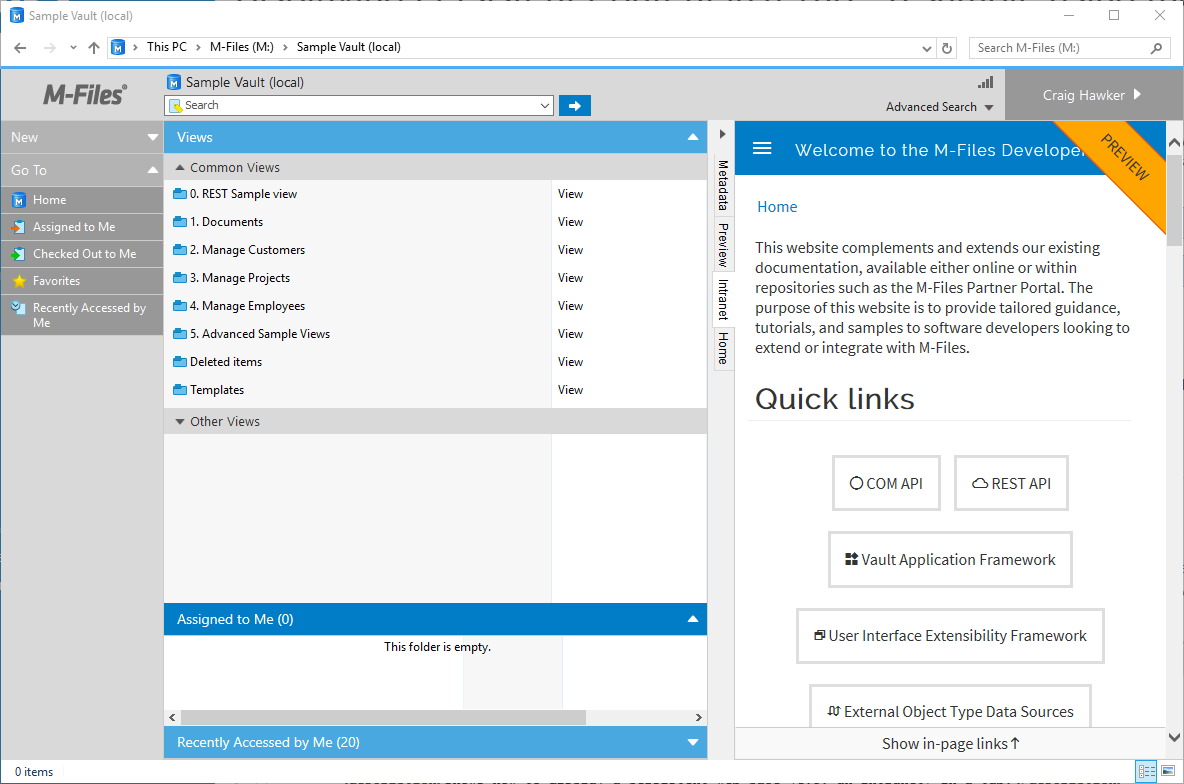 Sample Vault (local)
This PC > M-Files (M:) > Sample Vault (local)
Search M-Files (M:)
M-Files®
Sample Vault (local)
Search
Advanced Search
Craig Hawker
New
Go To
Home
Assigned to Me
Checked Out to Me
Favorites
Recently Accessed by
Me
Views
Common Views
0. REST Sample view View
1. Documents View
2. Manage Customers View
3. Manage Projects View
4. Manage Employees View
5. Advanced Sample Views View
Deleted items View
Templates View
Other Views
Assigned to Me (0)
This folder is empty.
Recently Accessed by Me (20)
Metadata
Preview
Intranet
Home
Welcome to the M-Files Develope
PREVIEW
Home
This website complements and extends our existing
documentation, available either online or within
repositories such as the M-Files Partner Portal. The
purpose of this website is to provide tailored guidance,
tutorials, and samples to software developers looking to
extend or integrate with M-Files.
Quick links
COM API
REST API
Vault Application Framework
User Interface Extensibility Framework
External Object Type Data Sources
Show in-page links↑
0 items